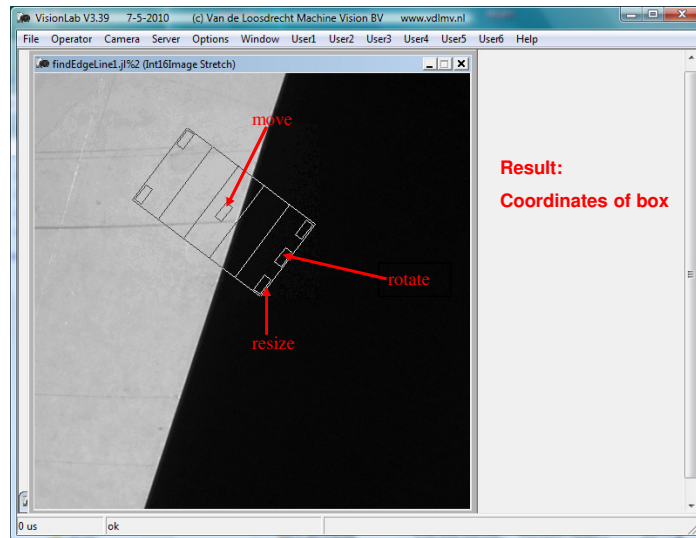 VisionLab V3.39 7-5-2010 (c) Van de Loosdrecht Machine Vision BV www.vdlmv.nl
File Operator Camera Server Options Window User1 User2 User3 User4 User5 User6 Help
findEdgeLine1.jl%2 (Int16Image Stretch)
move
Result:
Coordinates of box
rotate
resize
0 us ok